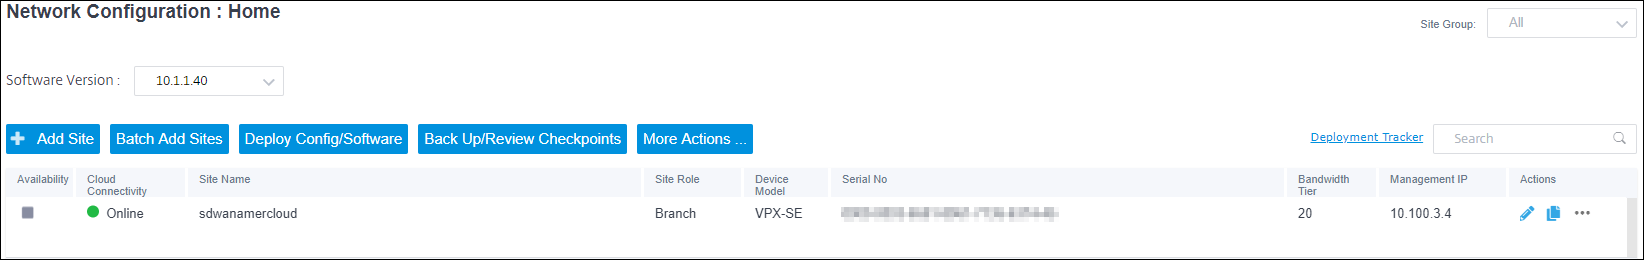 Network Configuration : Home
Site Group: All
Software Version : 10.1.1.40
Add Site Batch Add Sites Deploy Config/Software Back Up/Review Checkpoints More Actions ... Deployment Tracker Search
Availability Cloud Connectivity Site Name Site Role Device Model Serial No Bandwidth Tier Management IP Actions
Online sdwanamercloud Branch VPX-SE 20 10.100.3.4